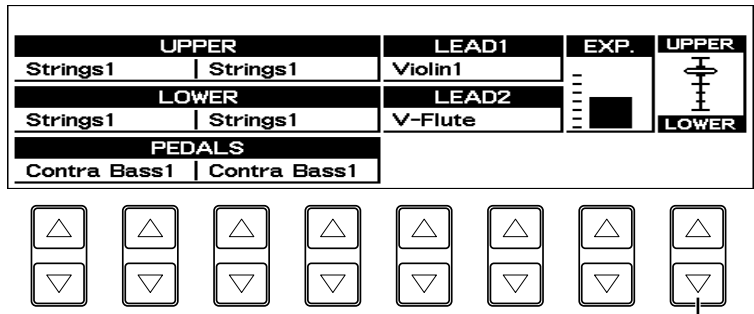 UPPER LEAD1 EXP. UPPER
Strings1 Strings1 Violin1
LOWER LEAD2
Strings1 Strings1 V-Flute LOWER
PEDALS
Contra Bass1 Contra Bass1